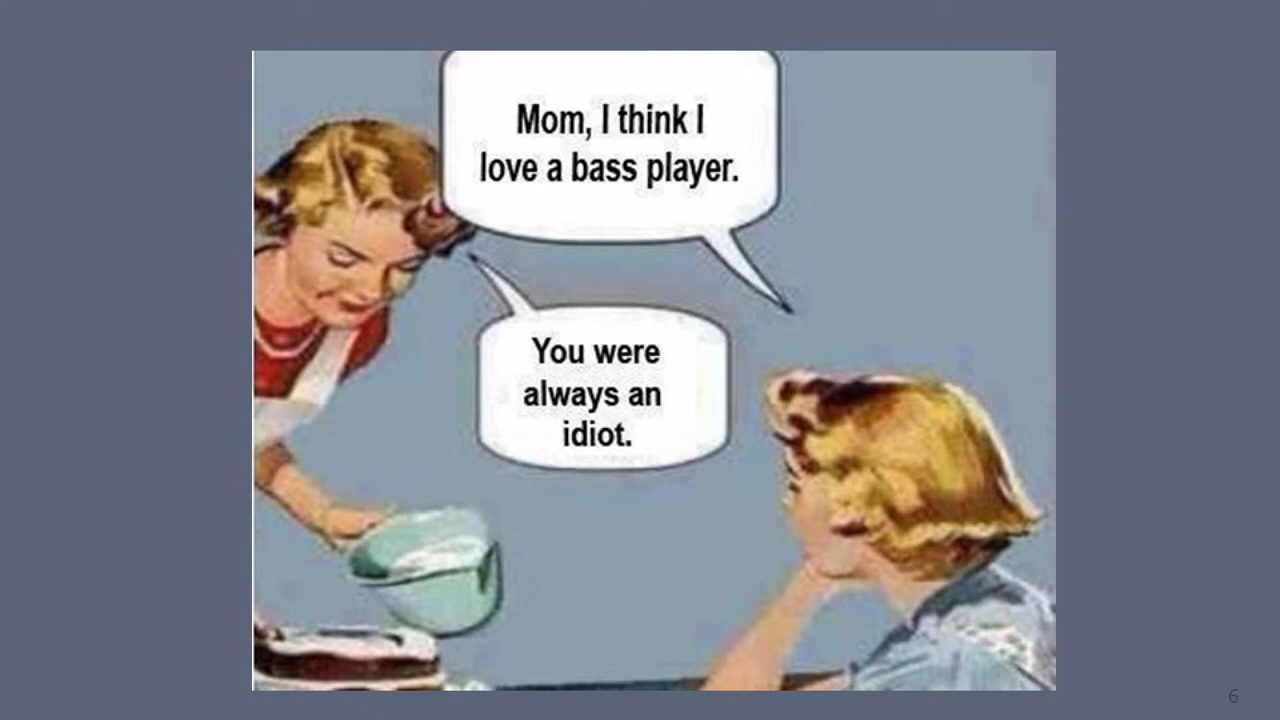 Mom, I think I
love a bass player.
You were
always an
idiot.
6